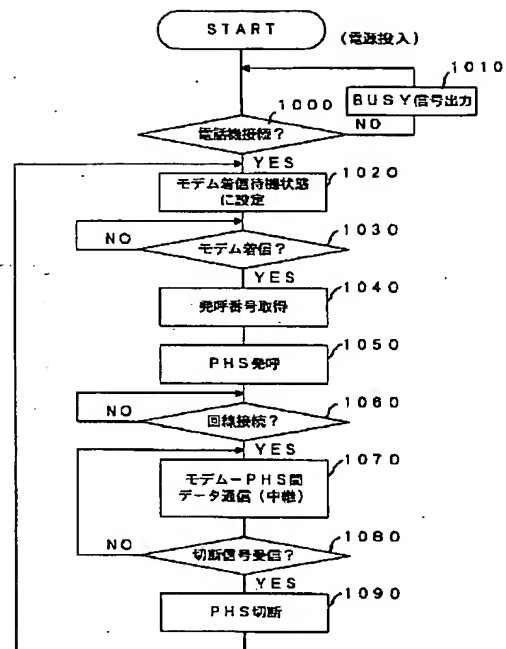 START
(電源投入)
1010
BUSY信号出力
1000
電話機接続?
NO
YES
1020
モデム着信待機状態
に設定
1030
NO
モデム着信?
YES
1040
発呼番号取得
1050
PHS発呼
1060
NO
回線接続?
YES
1070
モデムーPHS間
データ通信(中継)
1080
NO
切断信号受信?
YES
1090
PHS切断